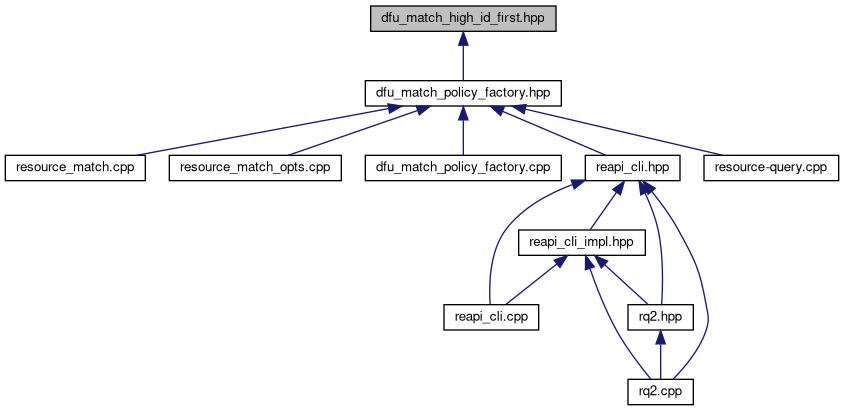 dfu_match_high_id_first.hpp
dfu_match_policy_factory.hpp
resource_match.cpp
resource_match_opts.cpp
dfu_match_policy_factory.cpp
reapi_cli.hpp
resource-query.cpp
reapi_cli_impl.hpp
reapi_cli.cpp
rq2.hpp
rq2.cpp